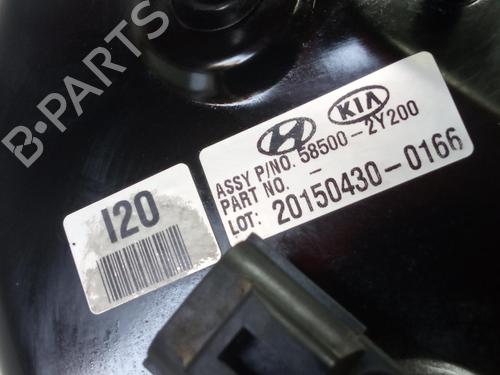 B-PARTS
KIA
ASSY P/NO. 58500-2Y200
PART NO. -
LOT: 20150430-0166
I20